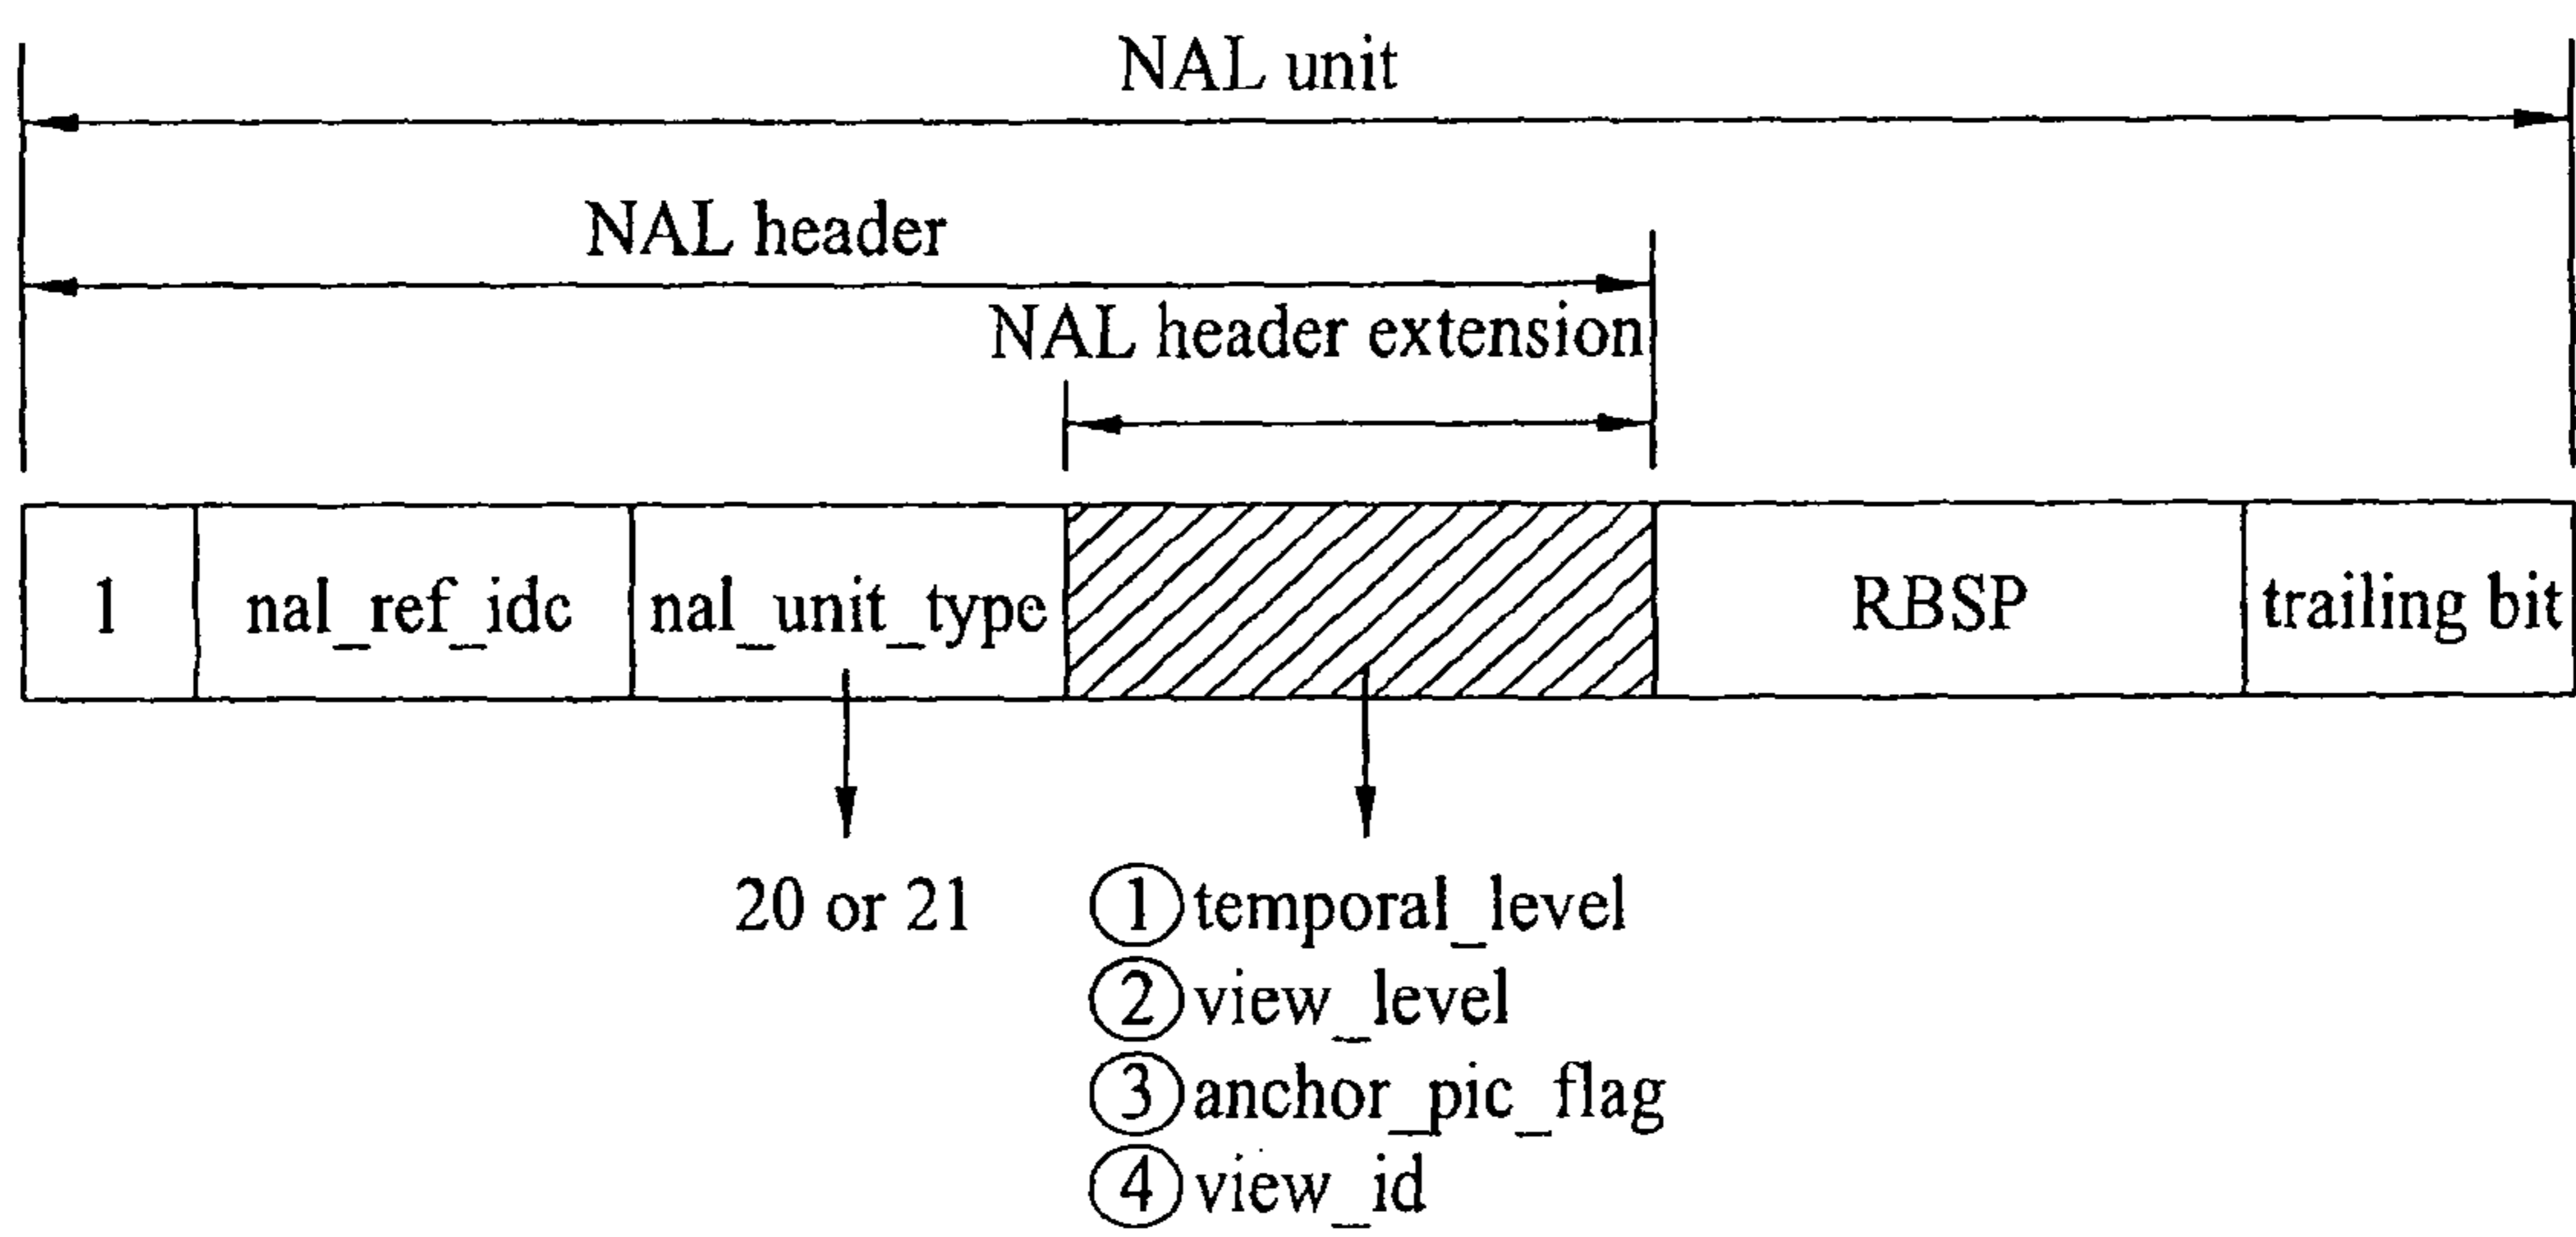 NAL unit
NAL header
NAL header extension
1 nal_ref_idc nal_unit_type RBSP trailing bit
20 or 21
①temporal_level
②view_level
③anchor_pic_flag
④view_id